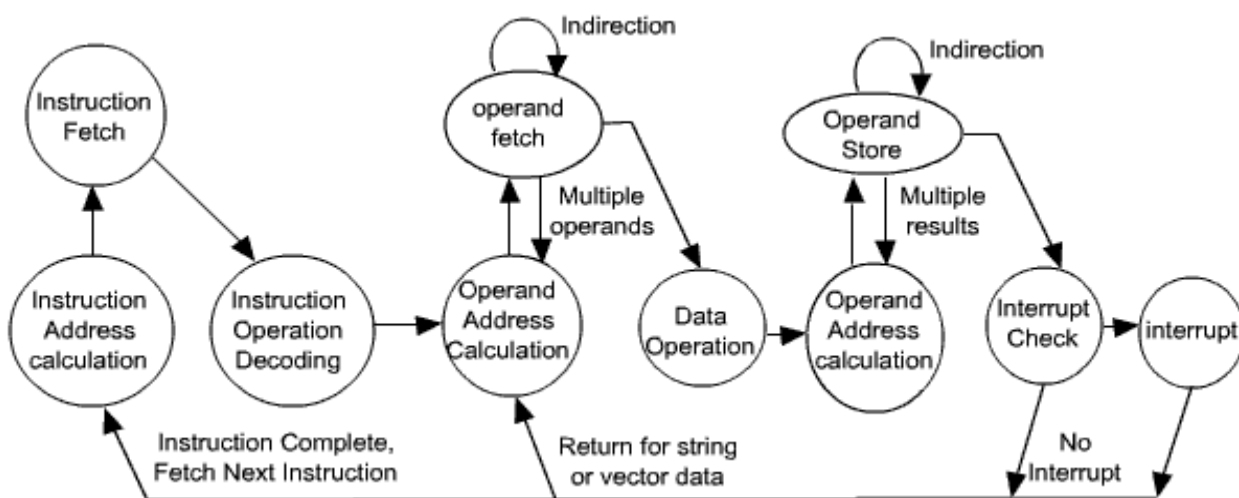 Indirection
Indirection
Instruction
Fetch
operand
fetch
Operand
Store
Multiple
operands
Multiple
results
Instruction
Address
calculation
Instruction
Operation
Decoding
Operand
Address
Calculation
Data
Operation
Operand
Address
calculation
Interrupt
Check
interrupt
Instruction Complete,
Fetch Next Instruction
Return for string
or vector data
No
Interrupt